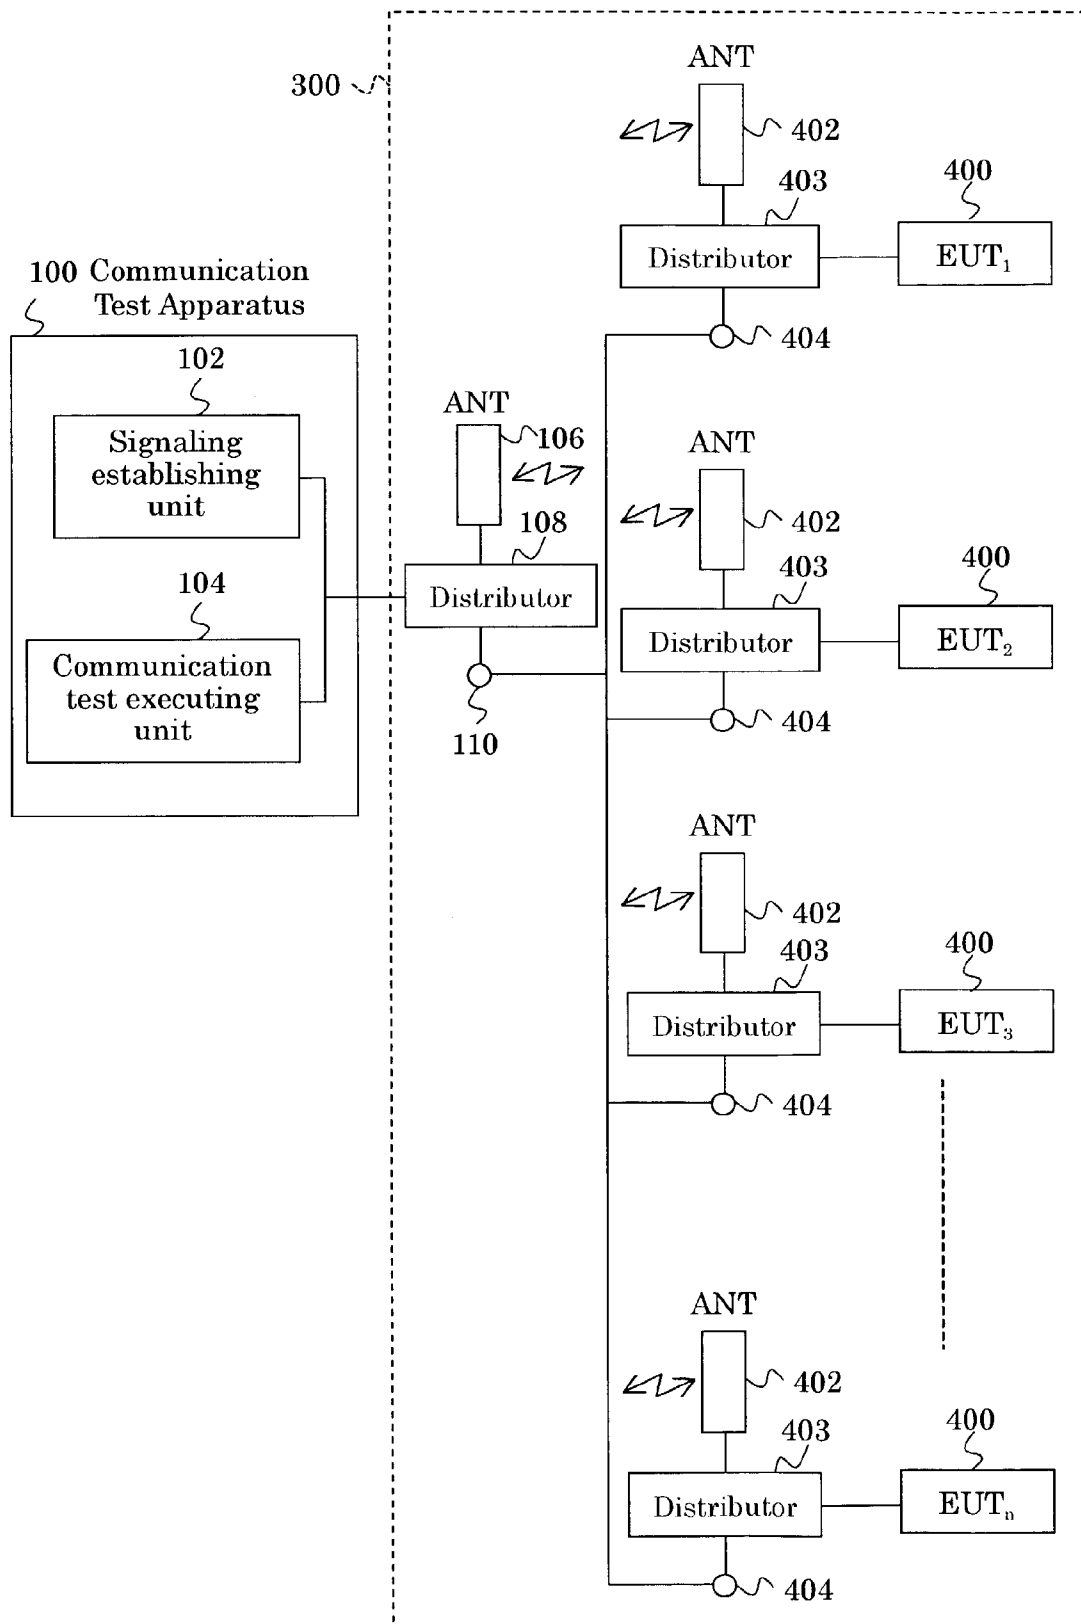 ANT
300
402
403
400
Distributor
EUT₁
404
100 Communication
Test Apparatus
102
Signaling
establishing
unit
104
Communication
test executing
unit
ANT
106
108
Distributor
110
ANT
402
403
400
Distributor
EUT₂
404
ANT
402
403
400
Distributor
EUT₃
404
ANT
402
403
400
Distributor
EUTₙ
404